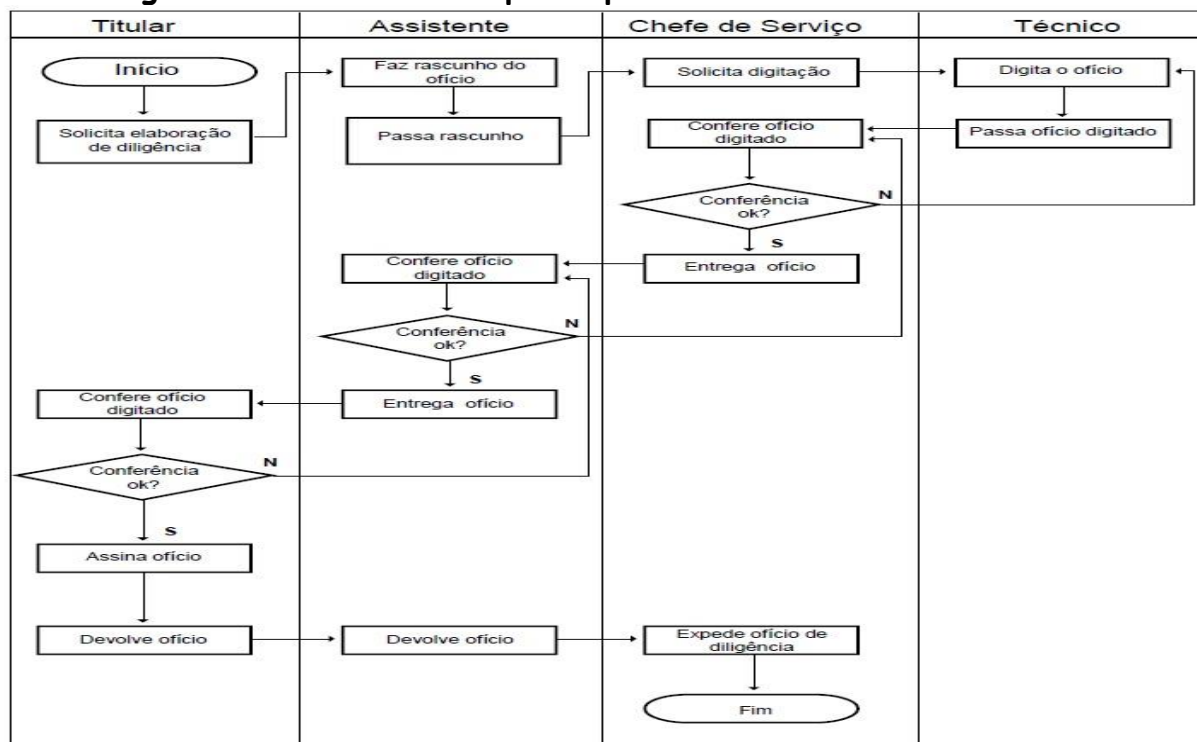 Titular
Assistente
Chefe de Serviço
Técnico
Início
Faz rascunho do
ofício
Solicita digitação
Digita o ofício
Solicita elaboração
de diligência
Passa rascunho
Confere ofício
digitado
Passa ofício digitado
Conferência
ok?
N
S
Confere ofício
digitado
Entrega ofício
Conferência
ok?
N
S
Confere ofício
digitado
Entrega ofício
Conferência
ok?
N
S
Assina ofício
Devolve ofício
Devolve ofício
Expede ofício de
diligência
Fim